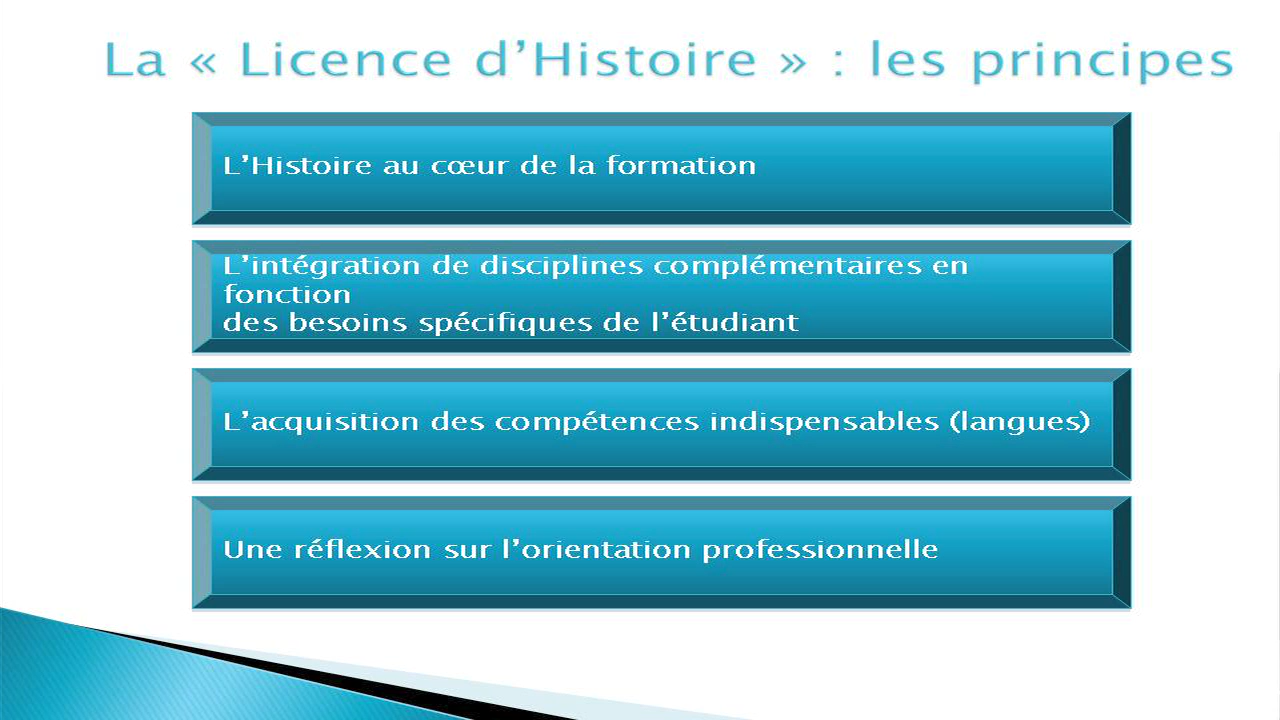 La « Licence d’Histoire » : les principes
L’Histoire au cœur de la formation
L’intégration de disciplines complémentaires en
fonction
des besoins spécifiques de l’étudiant
L’acquisition des compétences indispensables (langues)
Une réflexion sur l’orientation professionnelle